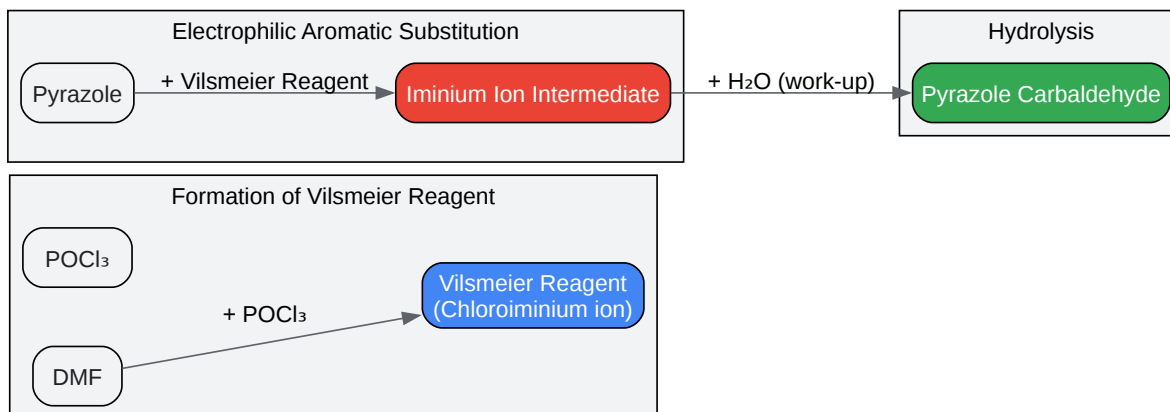 Electrophilic Aromatic Substitution
Pyrazole
+ Vilsmeier Reagent
Iminium Ion Intermediate
+ H₂O (work-up)
Hydrolysis
Pyrazole Carbaldehyde
Formation of Vilsmeier Reagent
POCl₃
DMF
+ POCl₃
Vilsmeier Reagent
(Chloroiminium ion)